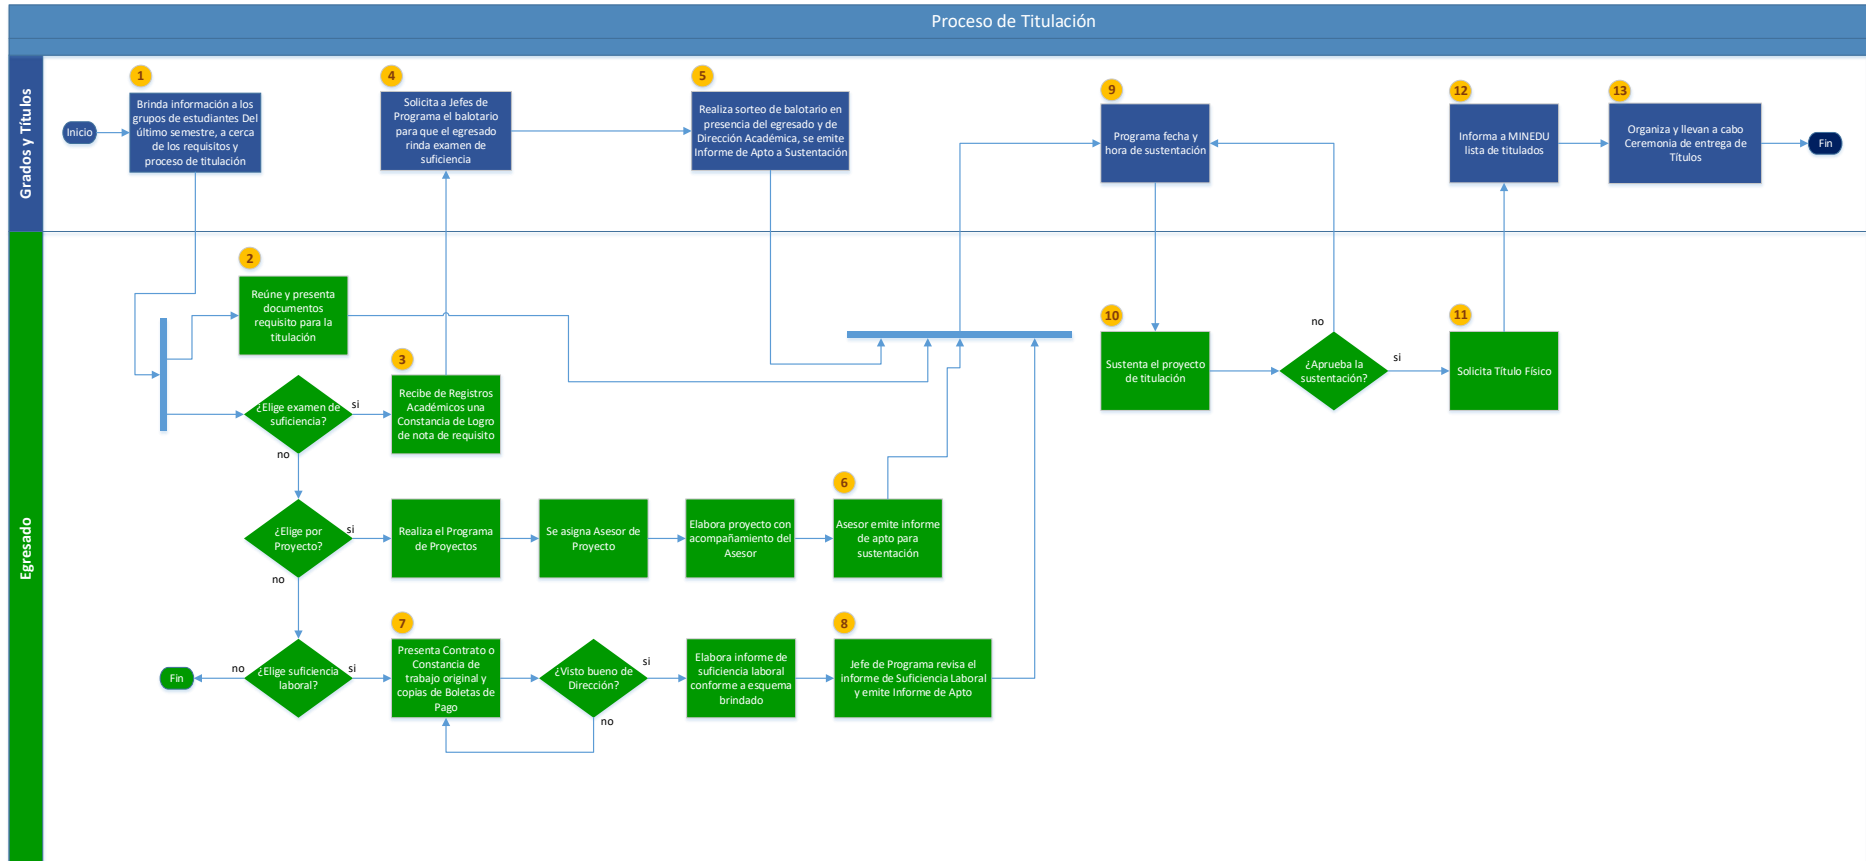 Proceso de Titulación
Grados y Títulos
Inicio
1
Brinda información a los
grupos de estudiantes Del
último semestre, a cerca
de los requisitos y
proceso de titulación
4
Solicita a Jefes de
Programa el balotario
para que el egresado
rinda examen de
suficiencia
5
Realiza sorteo de balotario en
presencia del egresado y de
Dirección Académica, se emite
Informe de Apto a Sustentación
9
Programa fecha y
hora de sustentación
12
Informa a MINEDU
lista de titulados
13
Organiza y llevan a cabo
Ceremonia de entrega de
Títulos
Fin
Egresado
2
Reúne y presenta
documentos
requisito para la
titulación
¿Elige examen de
suficiencia?
si
no
3
Recibe de Registros
Académicos una
Constancia de Logro
de nota de requisito
10
Sustenta el proyecto
de titulación
¿Aprueba la
sustentación?
no
si
11
Solicita Título Físico
¿Elige por
Proyecto?
si
no
Realiza el Programa
de Proyectos
Se asigna Asesor de
Proyecto
Elabora proyecto con
acompañamiento del
Asesor
6
Asesor emite informe
de apto para
sustentación
Fin
no
¿Elige suficiencia
laboral?
si
7
Presenta Contrato o
Constancia de
trabajo original y
copias de Boletas de
Pago
¿Visto bueno de
Dirección?
si
no
Elabora informe de
suficiencia laboral
conforme a esquema
brindado
8
Jefe de Programa revisa el
informe de Suficiencia Laboral
y emite Informe de Apto